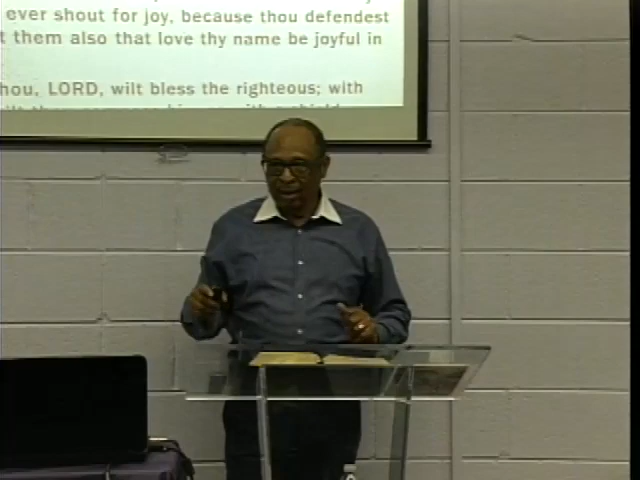 ever shout for joy, because thou defendest
them also that love thy name be joyful in
LORD, wilt bless the righteous; with